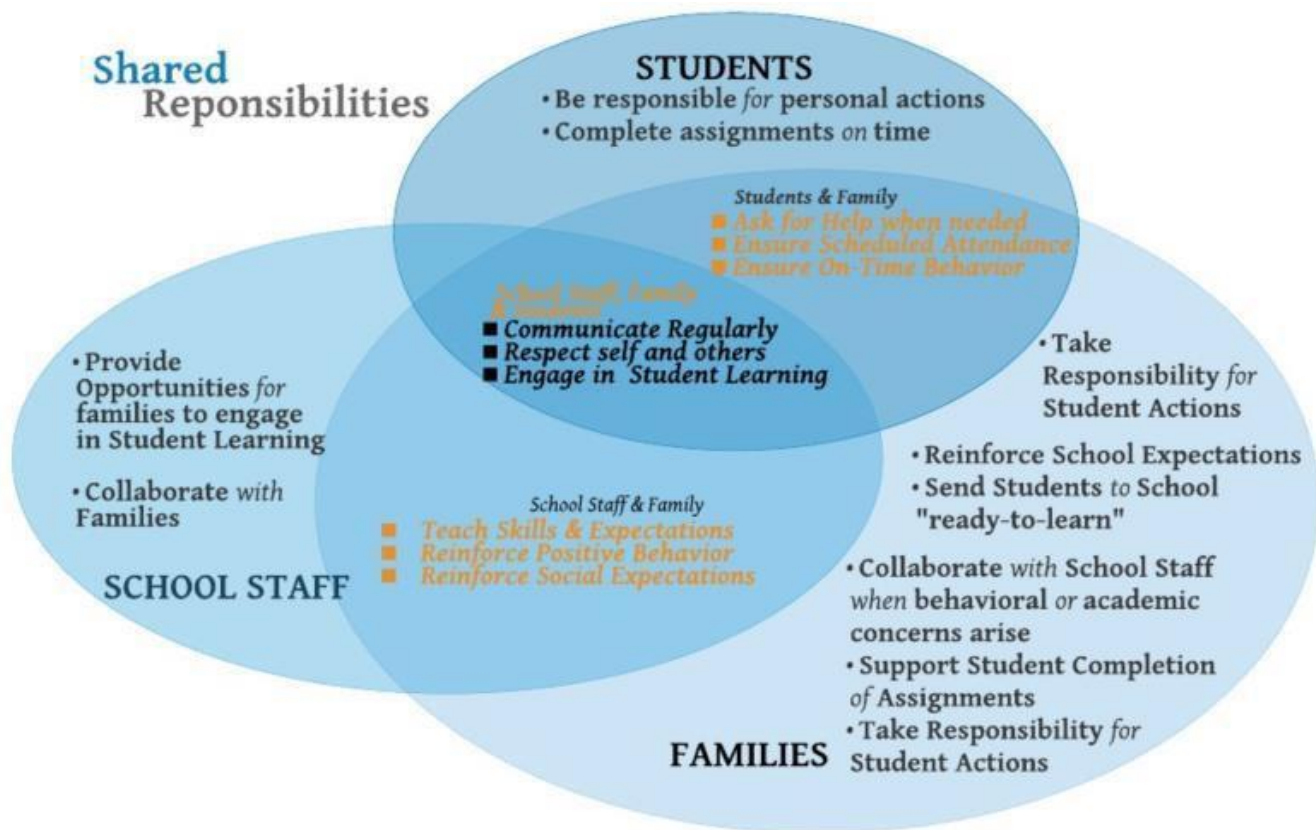 Shared
Reponsibilities
STUDENTS
• Be responsible for personal actions
• Complete assignments on time
Students & Family
■ Ask for Help when needed
■ Ensure Scheduled Attendance
■ Ensure On-Time Behavior
School Staff, Family
& Students
■ Communicate Regularly
■ Respect self and others
■ Engage in Student Learning
• Provide
Opportunities for
families to engage
in Student Learning
• Collaborate with
Families
SCHOOL STAFF
School Staff & Family
■ Teach Skills & Expectations
■ Reinforce Positive Behavior
■ Reinforce Social Expectations
• Take
Responsibility for
Student Actions
• Reinforce School Expectations
• Send Students to School
"ready-to-learn"
• Collaborate with School Staff
when behavioral or academic
concerns arise
• Support Student Completion
of Assignments
• Take Responsibility for
Student Actions
FAMILIES